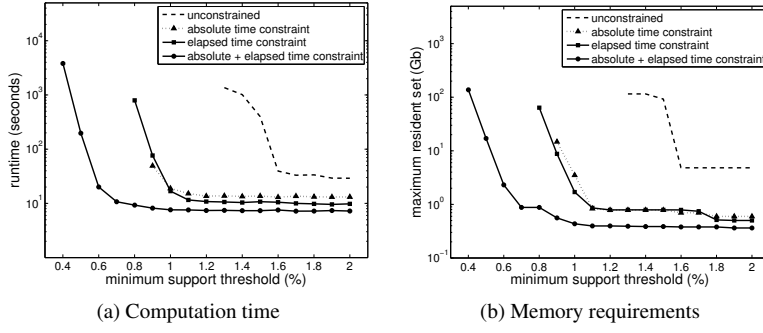 unconstrained
absolute time constraint
elapsed time constraint
absolute + elapsed time constraint
10^4
10^3
10^2
10^1
10^0
runtime (seconds)
0.4 0.6 0.8 1 1.2 1.4 1.6 1.8 2
minimum support threshold (%)
(a) Computation time
unconstrained
absolute time constraint
elapsed time constraint
absolute + elapsed time constraint
10^3
10^2
10^1
10^0
10^-1
maximum resident set (Gb)
0.4 0.6 0.8 1 1.2 1.4 1.6 1.8 2
minimum support threshold (%)
(b) Memory requirements